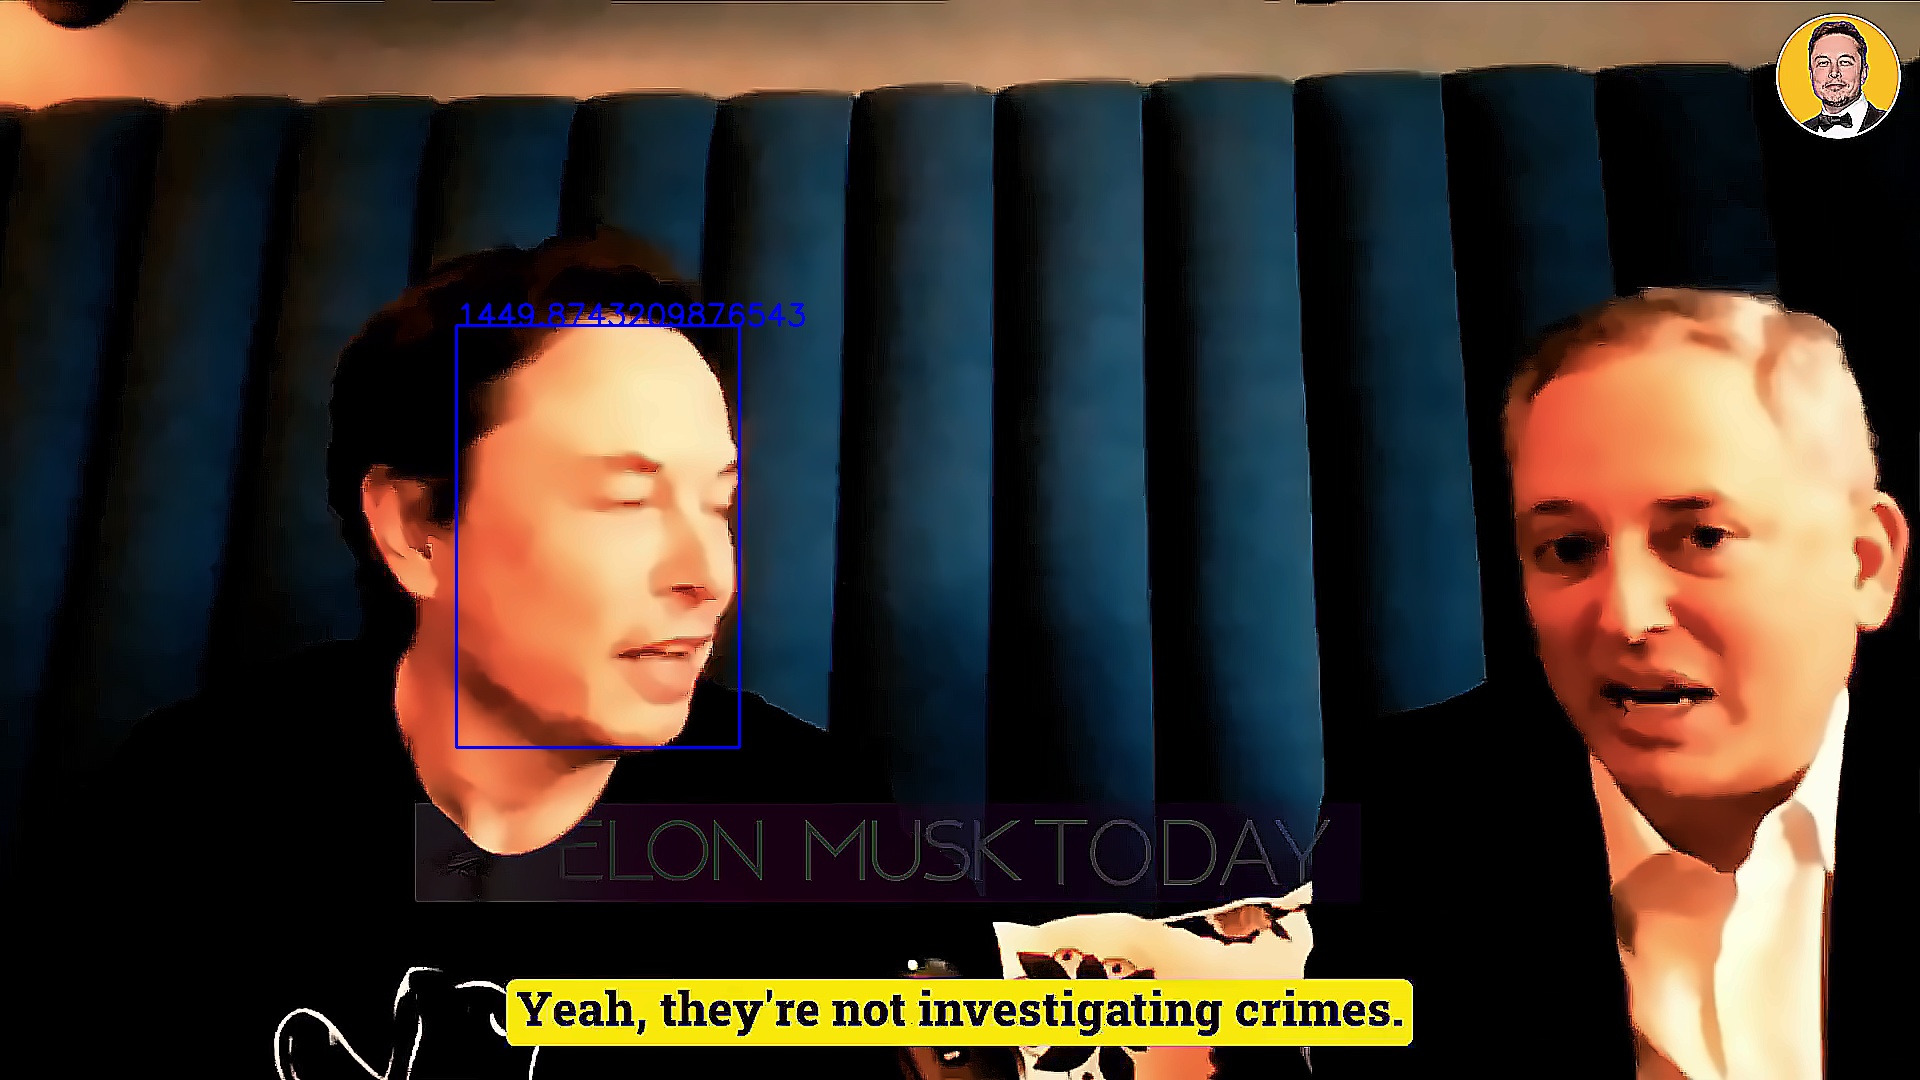 1449.8743209876543
ELON MUSK TODAY
Yeah, they're not investigating crimes.